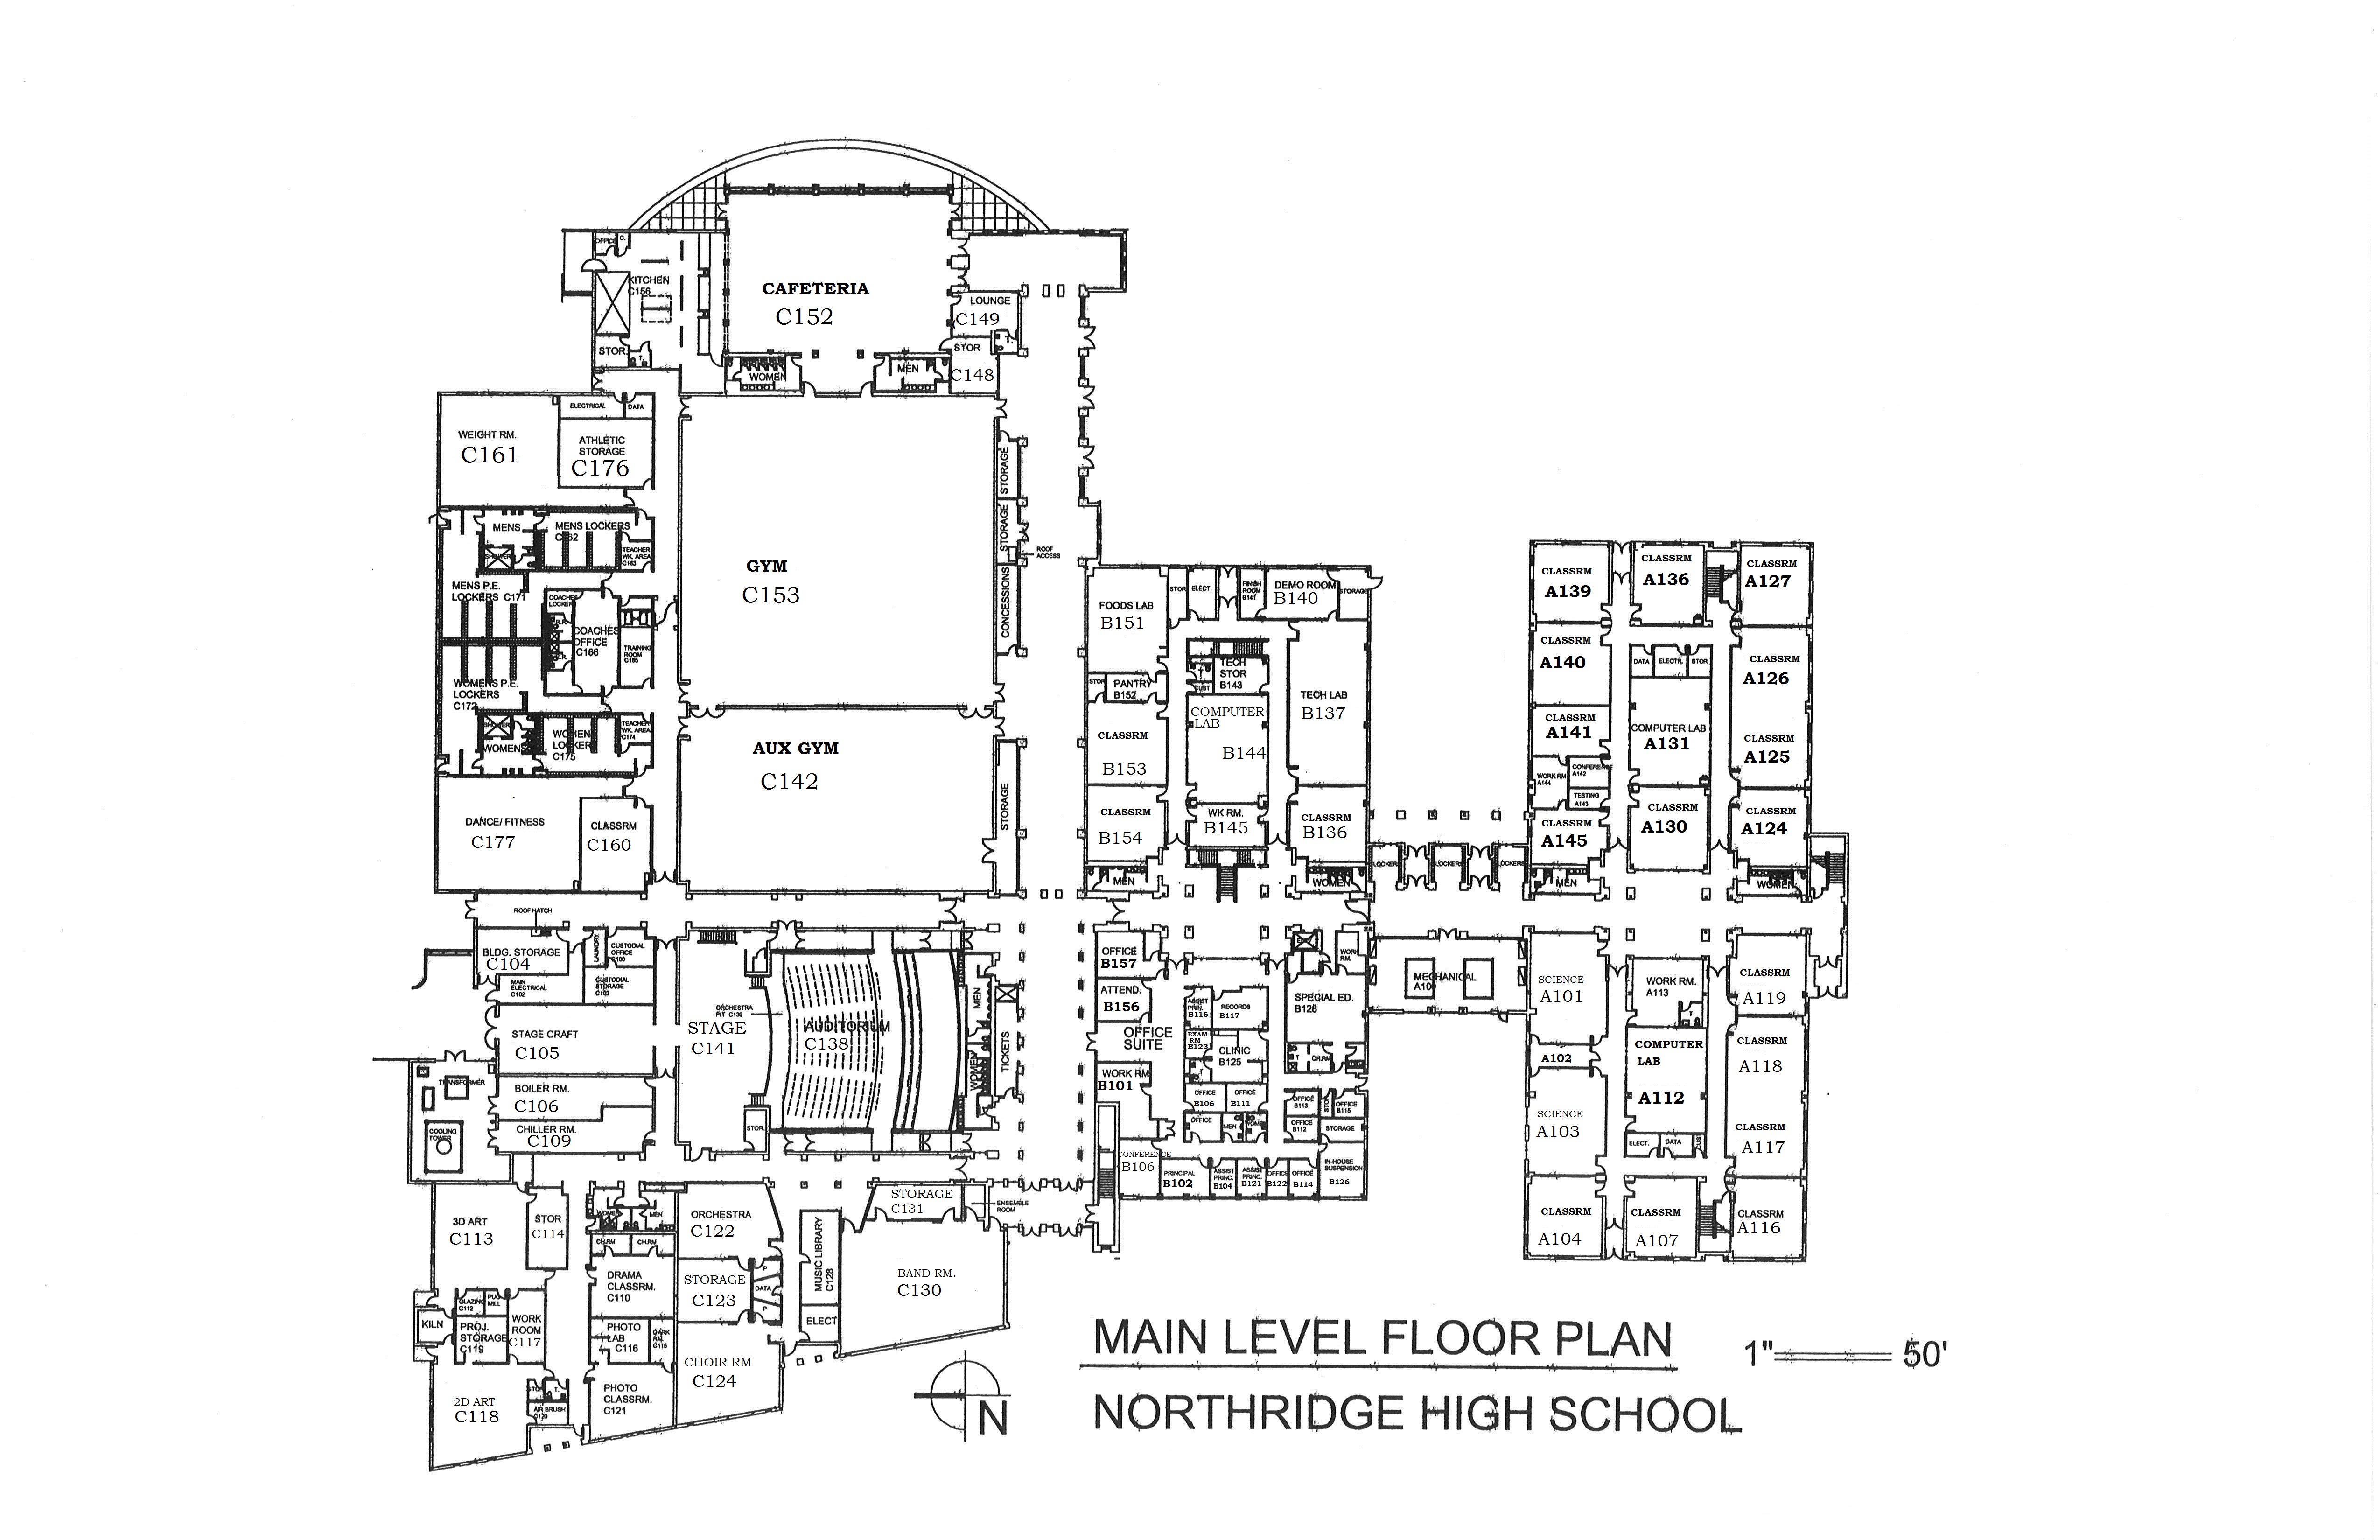 OFFICE
C.
KITCHEN
C156
STOR.
T.
CAFETERIA
C152
LOUNGE
C149
T.
STOR
C148
WOMEN
MEN
WEIGHT RM.
C161
ELECTRICAL
DATA
ATHLETIC
STORAGE
C176
MENS
MENS LOCKERS
TEACHER
WK. AREA
C163
MENS P.E.
LOCKERS C171
COACHES
OFFICE
C166
TRAINING
ROOM
C165
WOMENS P.E.
LOCKERS
C172
WOMENS
C175
TEACHER
WK. AREA
C174
GYM
C153
STORAGE
STORAGE
ROOF
ACCESS
CONCESSIONS
AUX GYM
C142
STORAGE
DANCE/ FITNESS
C177
CLASSRM
C160
FOODS LAB
B151
STOR
ELECT.
FINISH
ROOM
B141
DEMO ROOM
B140
STORAGE
STOR
PANTRY
B152
TECH
STOR
B143
T
CUST
COMPUTER
LAB
B144
TECH LAB
B137
CLASSRM
B153
CLASSRM
B154
WK RM.
B145
CLASSRM
B136
MEN
WOMEN
LOCKERS
LOCKERS
LOCKERS
CLASSRM
A139
CLASSRM
A136
CLASSRM
A127
CLASSRM
A140
DATA
ELECTR.
STOR
CLASSRM
A126
CLASSRM
A141
COMPUTER LAB
A131
CLASSRM
A125
WORK RM
A144
CONFERENCE
A142
TESTING
A143
CLASSRM
A145
CLASSRM
A130
CLASSRM
A124
MEN
WOMEN
ROOF HATCH
BLDG. STORAGE
C104
LAUNDRY
CUSTODIAL
OFFICE
C100
MAIN
ELECTRICAL
C102
CUSTODIAL
STORAGE
C103
STAGE CRAFT
C105
TRANSFORMER
BOILER RM.
C106
CHILLER RM.
C109
COOLING
TOWER
ORCHESTRA
PIT C139
STAGE
C141
AUDITORIUM
C138
STOR.
MEN
WOMEN
TICKETS
OFFICE
B157
ATTEND.
B156
OFFICE
SUITE
WORK RM
B101
ASSIST
PRIN.
B116
RECORDS
B117
EXAM
RM
B123
CLINIC
B125
T
OFFICE
B106
OFFICE
B111
OFFICE
MEN
WORK
RM.
SPECIAL ED.
B128
T
CH.RM
OFFICE
B113
STOR
OFFICE
B115
OFFICE
B112
STORAGE
CONFERENCE
B106
PRINCIPAL
B102
ASSIST
PRINC.
B104
ASSIST
PRINC.
B121
OFFICE
B122
OFFICE
B114
IN-HOUSE
SUSPENSION
B126
MECHANICAL
SCIENCE
A101
WORK RM.
A113
T
CLASSRM
A119
A102
COMPUTER
LAB
A112
CLASSRM
A118
SCIENCE
A103
ELECT.
DATA
CUST
CLASSRM
A117
CLASSRM
A104
CLASSRM
A107
CLASSRM
A116
3D ART
C113
STOR
C114
WOMEN
MEN
CH.RM
CH.RM
ORCHESTRA
C122
MUSIC LIBRARY
C128
STORAGE
C131
ENSEMBLE
ROOM
DRAMA
CLASSRM.
C110
STORAGE
C123
P
DATA
P
BAND RM.
C130
GLAZING
C112
PUG
MILL
KILN
PROJ.
STORAGE
C119
WORK
ROOM
C117
PHOTO
LAB
C116
DARK
RM.
C115
ELECT
CHOIR RM
C124
2D ART
C118
STOR
T.
AIR BRUSH
C120
PHOTO
CLASSRM.
C121
N
MAIN LEVEL FLOOR PLAN
1" 50'
NORTHRIDGE HIGH SCHOOL